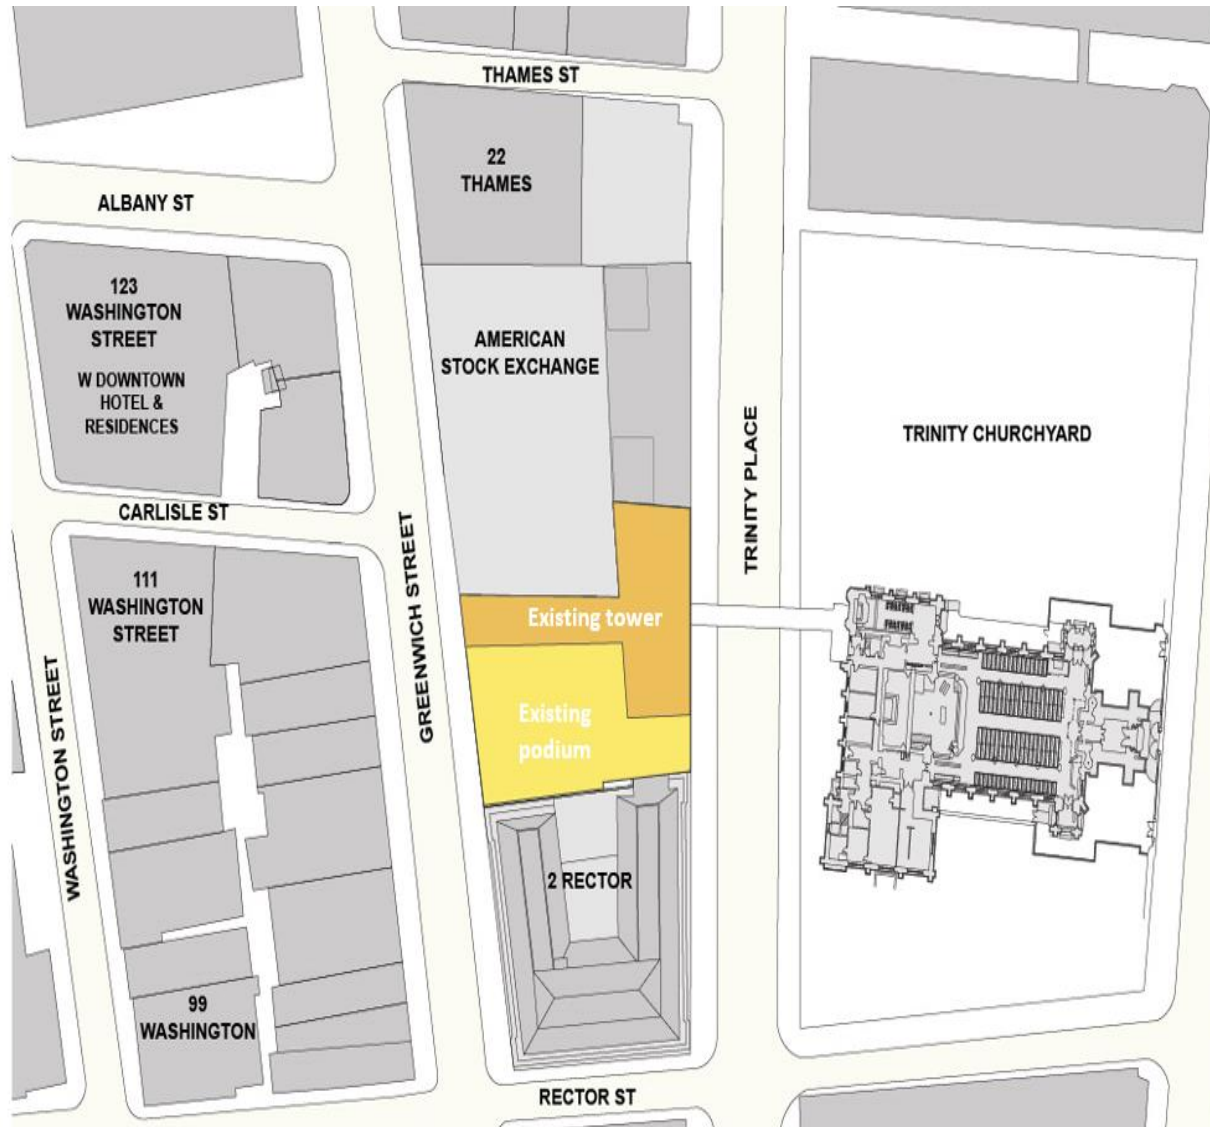 THAMES ST
22
THAMES
ALBANY ST
123
WASHINGTON
STREET
W DOWNTOWN
HOTEL &
RESIDENCES
AMERICAN
STOCK EXCHANGE
TRINITY CHURCHYARD
TRINITY PLACE
CARLISLE ST
GREENWICH STREET
111
WASHINGTON
STREET
Existing tower
Existing
podium
WASHINGTON STREET
2 RECTOR
99
WASHINGTON
RECTOR ST